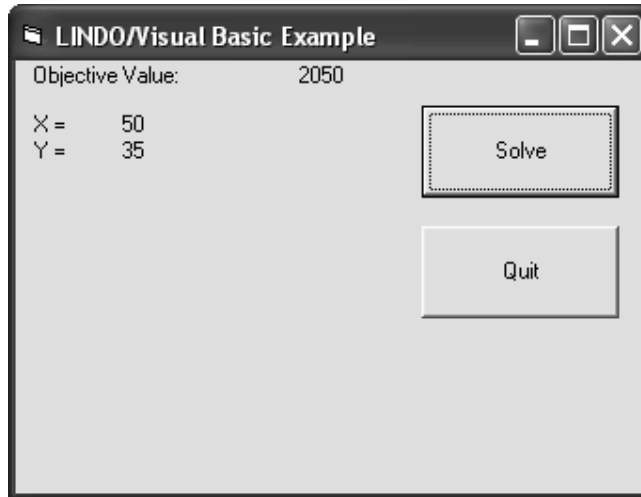 LINDO/Visual Basic Example
Objective Value: 2050
X = 50
Y = 35
Solve
Quit